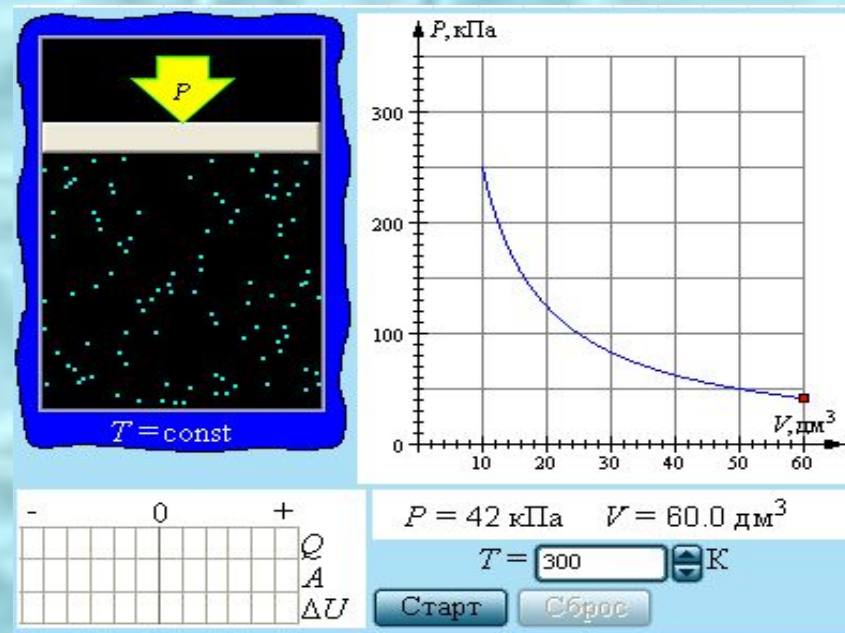 P
T = const
P, кПа
300
200
100
0
10 20 30 40 50 60
V, дм³
- 0 +
Q
A
ΔU
P = 42 кПа V = 60.0 дм³
T = 300 К
Старт Сброс